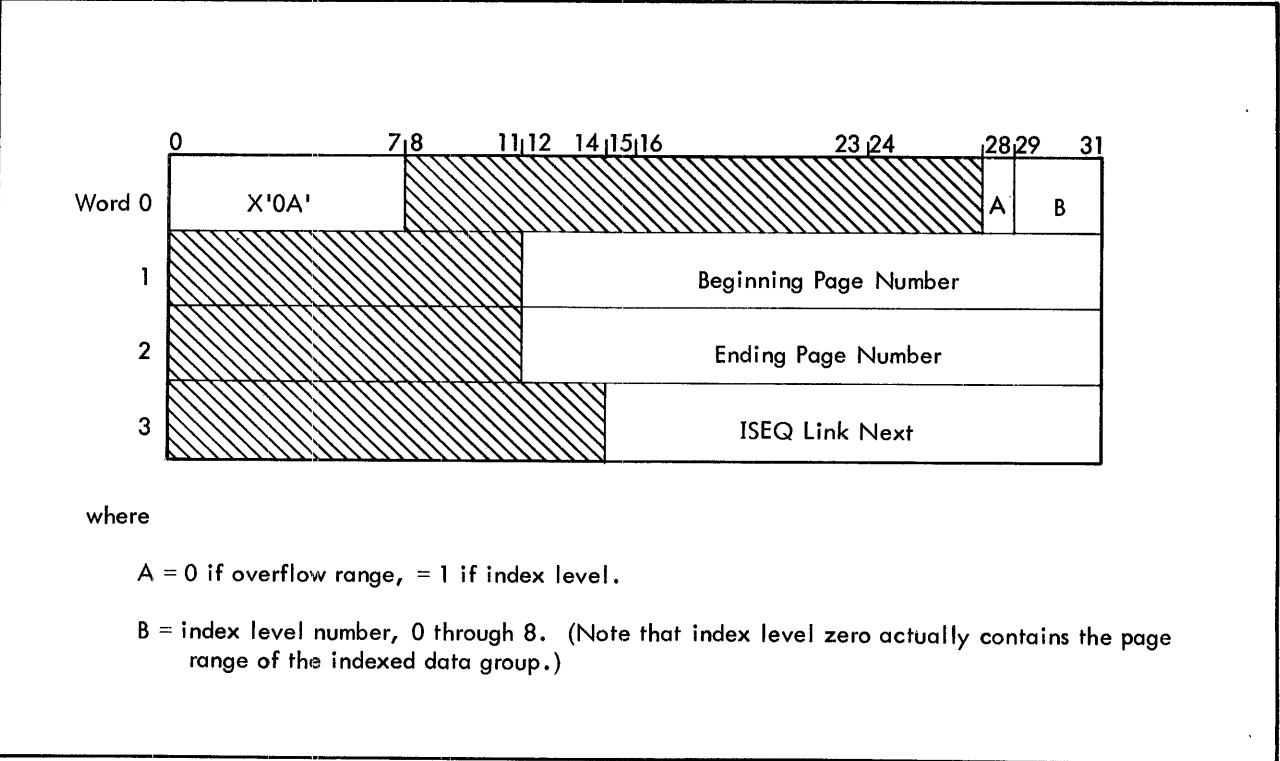 0 7 8 11 12 14 15 16 23 24 28 29 31
Word 0 X'0A' A B
1 Beginning Page Number
2 Ending Page Number
3 ISEQ Link Next
where
A = 0 if overflow range, = 1 if index level.
B = index level number, 0 through 8. (Note that index level zero actually contains the page
range of the indexed data group.)